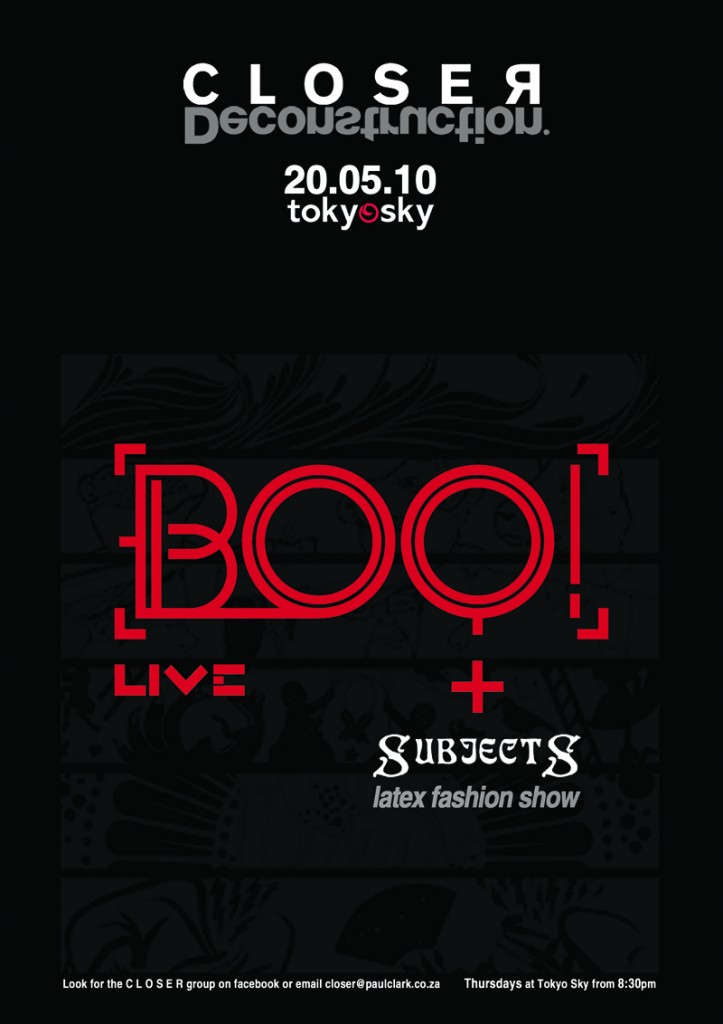 CLOSER
Deconstruction.
20.05.10
tokyosky
BOO!
LIVE
+
SUBJECTS
latex fashion show
Look for the C L O S E R group on facebook or email closer@paulclark.co.za Thursdays at Tokyo Sky from 8:30pm